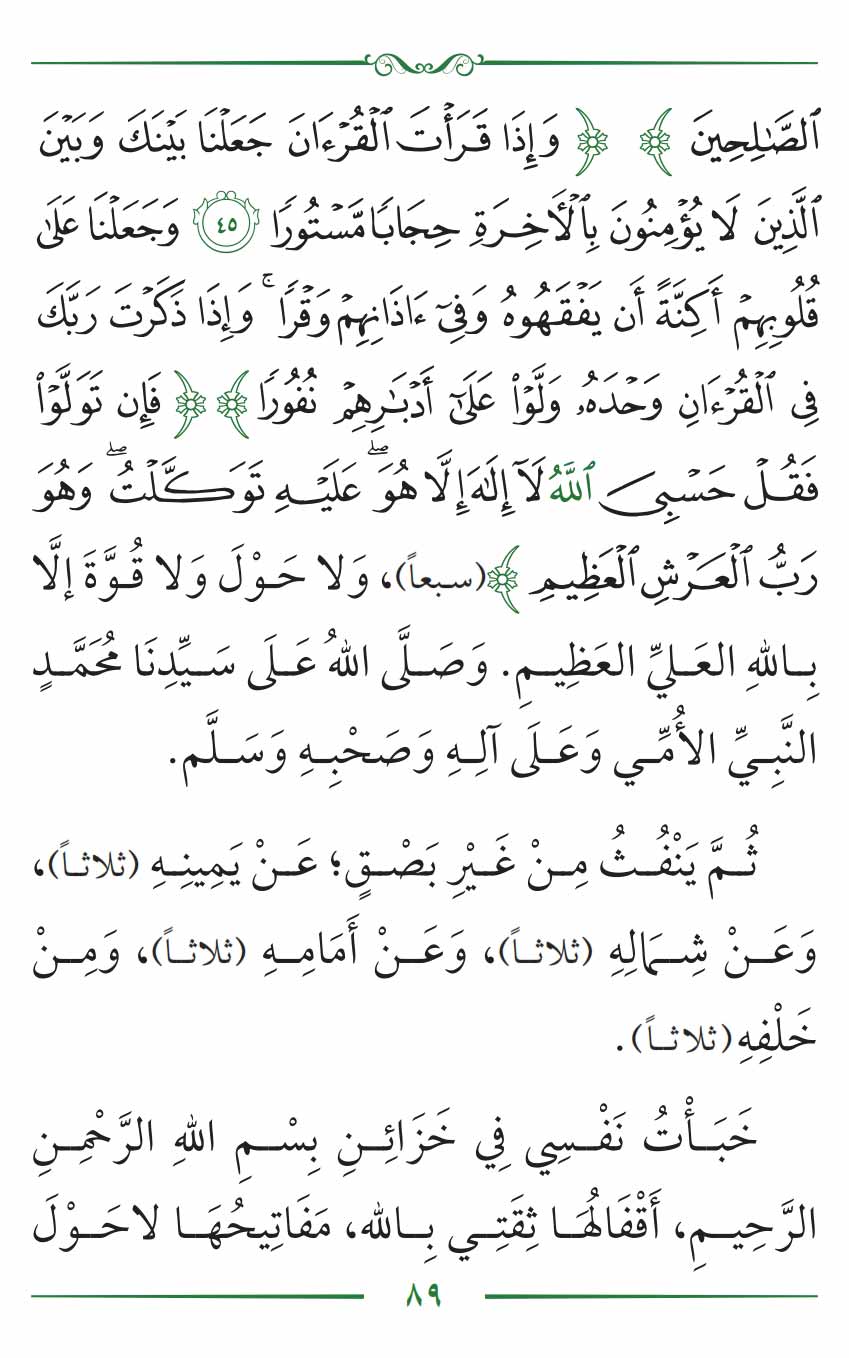 ٱلصَّٰلِحِينَ ﴾ ﴿ وَإِذَا قَرَأْتَ ٱلْقُرْءَانَ جَعَلْنَا بَيْنَكَ وَبَيْنَ
ٱلَّذِينَ لَا يُؤْمِنُونَ بِٱلْأَخِرَةِ حِجَابًا مَّسْتُورًا ٤٥ وَجَعَلْنَا عَلَىٰ
قُلُوبِهِمْ أَكِنَّةً أَن يَفْقَهُوهُ وَفِىٓ ءَاذَانِهِمْ وَقْرًا ۚ وَإِذَا ذَكَرْتَ رَبَّكَ
فِى ٱلْقُرْءَانِ وَحْدَهُۥ وَلَّوْا۟ عَلَىٰٓ أَدْبَٰرِهِمْ نُفُورًا ﴾ ﴿ فَإِن تَوَلَّوْا۟
فَقُلْ حَسْبِىَ ٱللَّهُ لَآ إِلَٰهَ إِلَّا هُوَ ۖ عَلَيْهِ تَوَكَّلْتُ ۖ وَهُوَ
رَبُّ ٱلْعَرْشِ ٱلْعَظِيمِ ﴾ (سبعاً)، وَلا حَوْلَ وَلا قُوَّةَ إلَّا
بِاللهِ العَلِيِّ العَظِيمِ. وَصَلَّى اللهُ عَلَى سَيِّدِنَا مُحَمَّدٍ
النَّبِيِّ الأُمِّي وَعَلَى آلِهِ وَصَحْبِهِ وَسَلَّم.
ثُمَّ يَنْفُثُ مِنْ غَيْرِ بَصْقٍ؛ عَنْ يَمِينِهِ (ثلاثاً)،
وَعَنْ شِمَالِهِ (ثلاثاً)، وَعَنْ أَمَامِهِ (ثلاثاً)، وَمِنْ
خَلْفِهِ (ثلاثاً).
خَبَأْتُ نَفْسِي فِي خَزَائِنِ بِسْمِ اللهِ الرَّحْمِنِ
الرَّحِيمِ، أَقْفَالُهَا ثِقَتِي بِالله، مَفَاتِيحُهَا لاحَوْلَ
٨٩